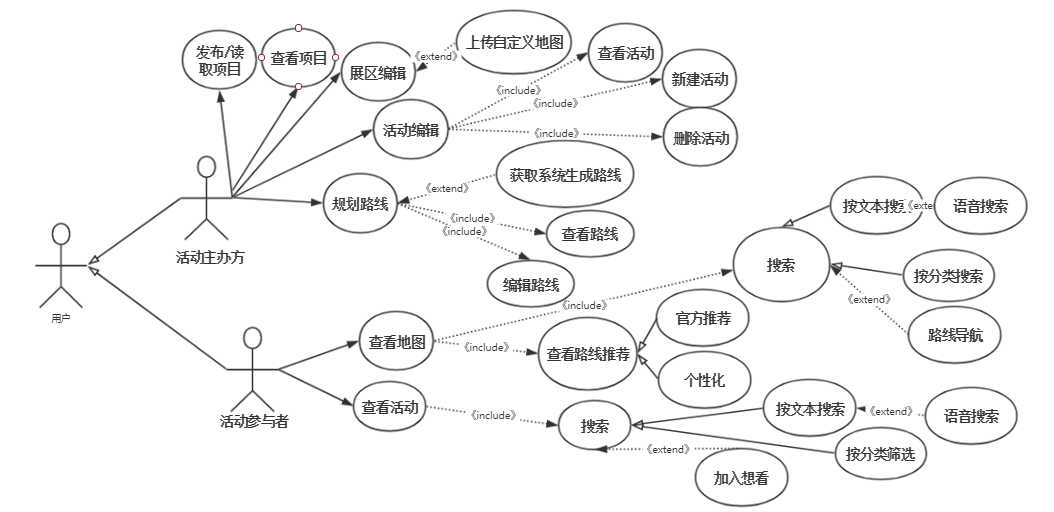 发布/读
取项目
查看项目
展区编辑
《extend》
上传自定义地图
查看活动
《include》
新建活动
《include》
活动编辑
《include》
删除活动
获取系统生成路线
《extend》
规划路线
《include》
《include》
查看路线
编辑路线
活动主办方
用户
按文本搜
《exte
语音搜索
搜索
按分类搜索
《extend》
路线导航
《include》
官方推荐
查看地图
《include》
查看路线推荐
个性化
活动参与者
查看活动
《include》
搜索
按文本搜索
《extend》
语音搜索
按分类筛选
《extend》
加入想看